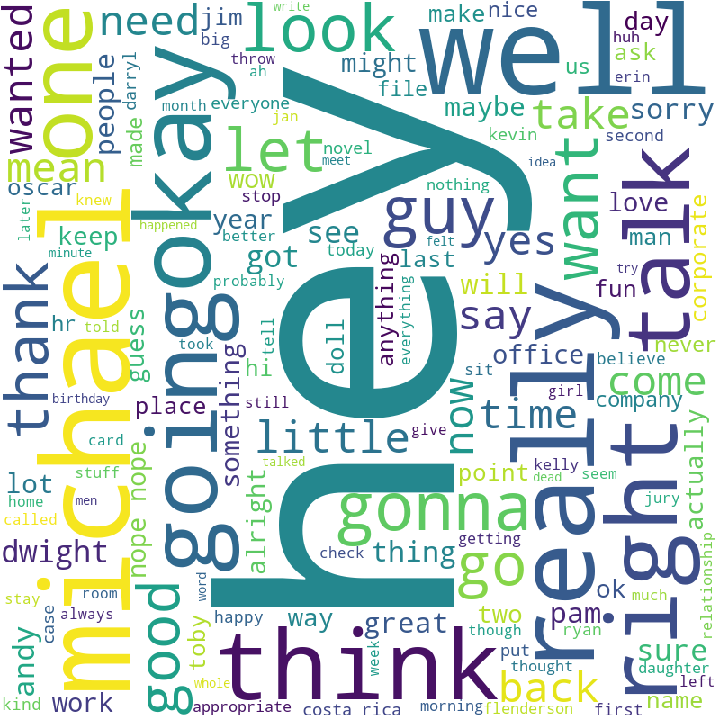 write
wanted
one
need
jim
big
look
well
make
nice
day
huh
erin
throw
ah
might
file
us
ask
people
made
darryl
month
everyone
jan
maybe
take
sorry
mean
okay
let
novel
meet
kevin
second
idea
oscar
knew
wow
stop
nothing
want
talk
love
man
corporate
later
keep
happened
year
better
see
today
guy
felt
yes
last
try
minute
michael
going
got
probably
hey
anything
everything
will
say
fun
never
thank
hr
told
guess
took
hi
tell
doll
sit
office
believe
really
birthday
place
something
still
little
now
time
girl
come
company
card
stuff
lot
home
men
nope nope
talked
give
point
kelly
dead
seem
jury
actually
called
alright
gonna
right
dwight
check
thing
getting
go
ok
relationship
stay
room
good
word
happy
way
great
two
pam
much
case
always
andy
toby
think
week
though
ryan
put
thought
back
sure
daughter
left
kind
work
whole
appropriate
costa rica
morning
flenderson
first
name